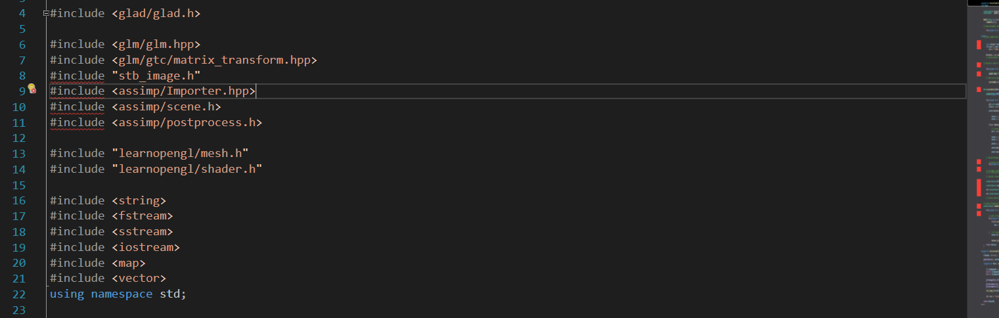 4 #include <glad/glad.h>
5
6 #include <glm/glm.hpp>
7 #include <glm/gtc/matrix_transform.hpp>
8 #include "stb_image.h"
9 #include <assimp/Importer.hpp>
10 #include <assimp/scene.h>
11 #include <assimp/postprocess.h>
12
13 #include "learnopengl/mesh.h"
14 #include "learnopengl/shader.h"
15
16 #include <string>
17 #include <fstream>
18 #include <sstream>
19 #include <iostream>
20 #include <map>
21 #include <vector>
22 using namespace std;
23